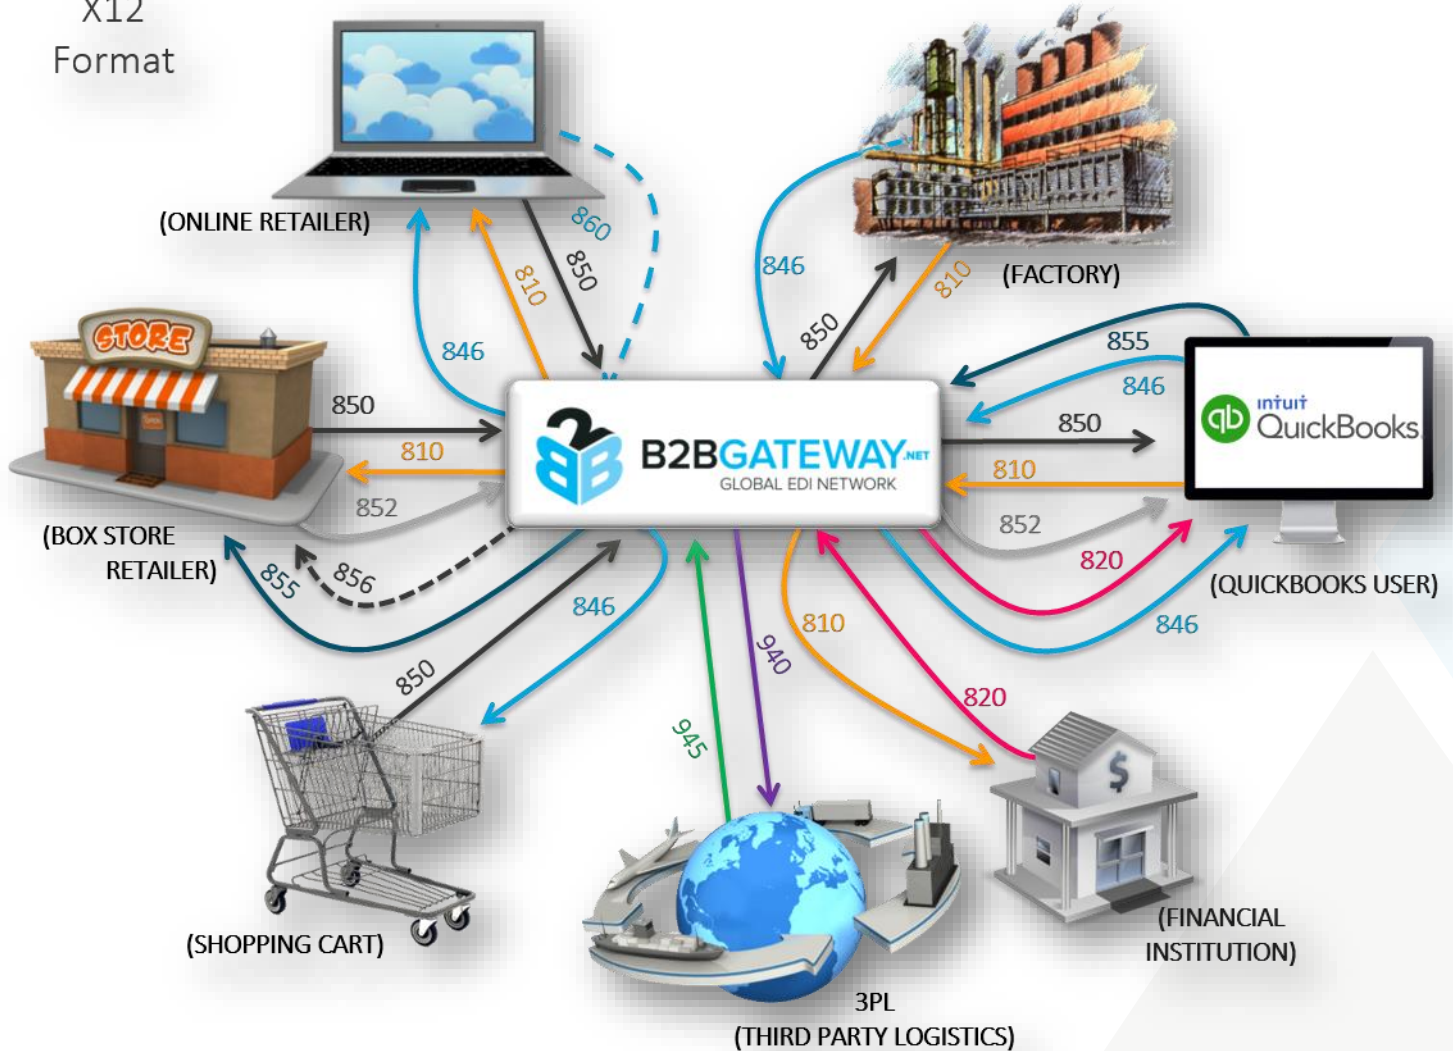 X12
Format
(ONLINE RETAILER)
860
850
810
846
846
850
810
(FACTORY)
STORE
OPEN
850
810
852
(BOX STORE
RETAILER)
855
856
B2BGATEWAY.NET
GLOBAL EDI NETWORK
855
846
850
810
852
820
846
intuit
qb QuickBooks.
(QUICKBOOKS USER)
850
846
(SHOPPING CART)
945
940
3PL
(THIRD PARTY LOGISTICS)
810
820
$
(FINANCIAL
INSTITUTION)